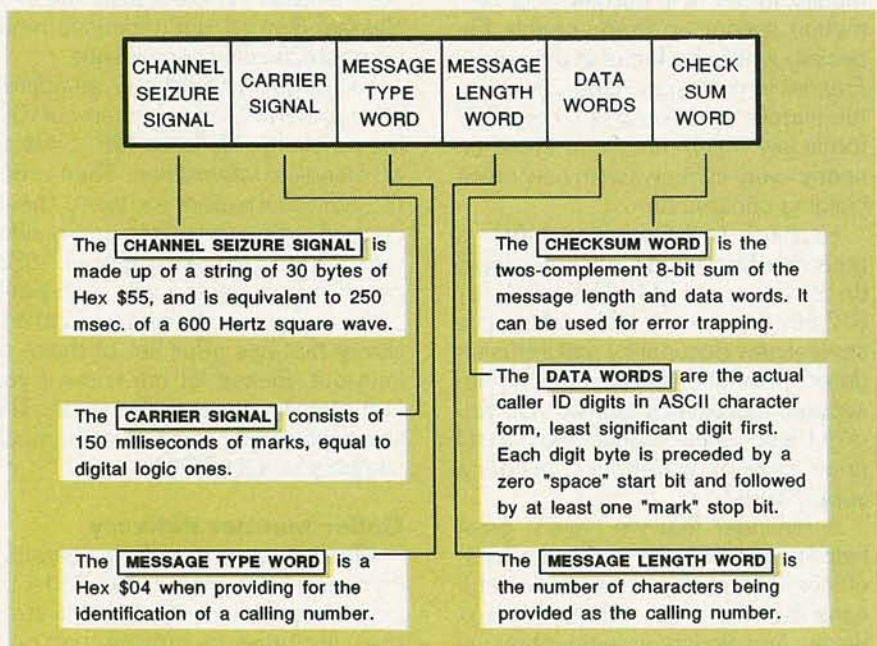 CHANNEL
SEIZURE
SIGNAL
CARRIER
SIGNAL
MESSAGE
TYPE
WORD
MESSAGE
LENGTH
WORD
DATA
WORDS
CHECK
SUM
WORD
The CHANNEL SEIZURE SIGNAL is
made up of a string of 30 bytes of
Hex $55, and is equivalent to 250
msec. of a 600 Hertz square wave.
The CARRIER SIGNAL consists of
150 mlliseconds of marks, equal to
digital logic ones.
The MESSAGE TYPE WORD is a
Hex $04 when providing for the
identification of a calling number.
The CHECKSUM WORD is the
twos-complement 8-bit sum of the
message length and data words. It
can be used for error trapping.
The DATA WORDS are the actual
caller ID digits in ASCII character
form, least significant digit first.
Each digit byte is preceded by a
zero "space" start bit and followed
by at least one "mark" stop bit.
The MESSAGE LENGTH WORD is
the number of characters being
provided as the calling number.